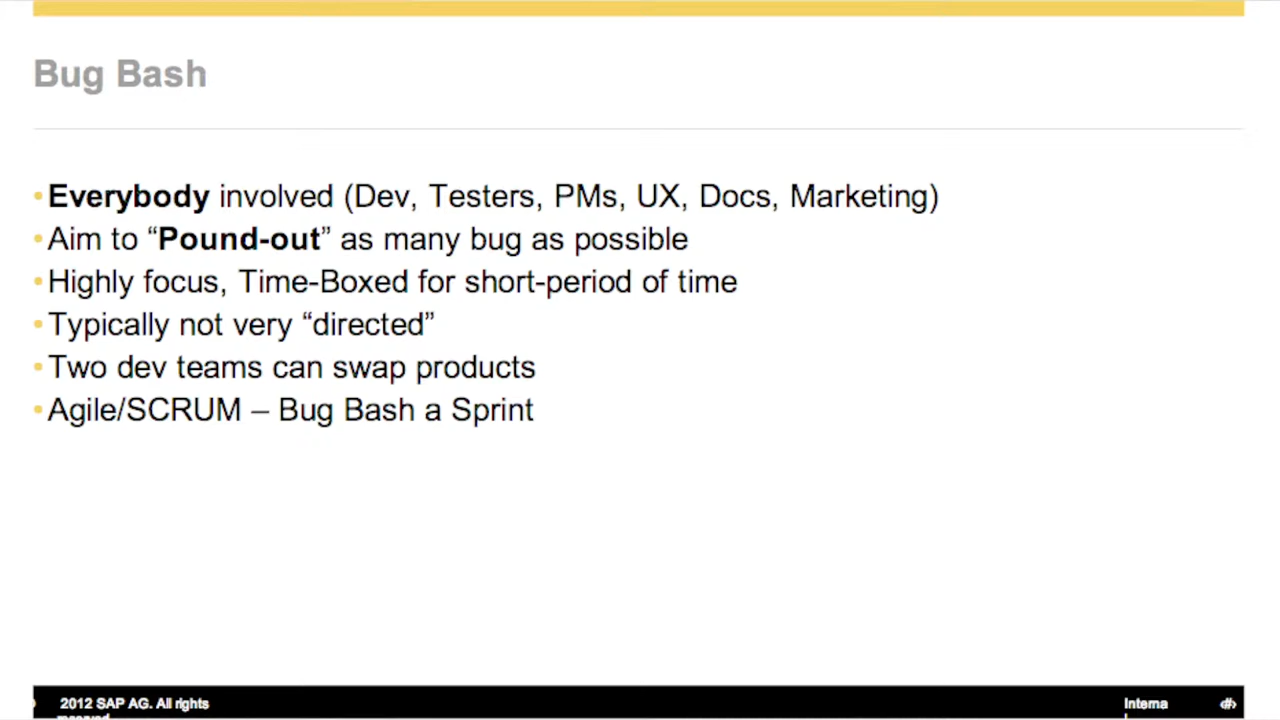 Bug Bash
•Everybody involved (Dev, Testers, PMs, UX, Docs, Marketing)
•Aim to “Pound-out” as many bug as possible
•Highly focus, Time-Boxed for short-period of time
•Typically not very “directed”
•Two dev teams can swap products
•Agile/SCRUM – Bug Bash a Sprint
2012 SAP AG. All rights
reserved
Interna
l
‹#›